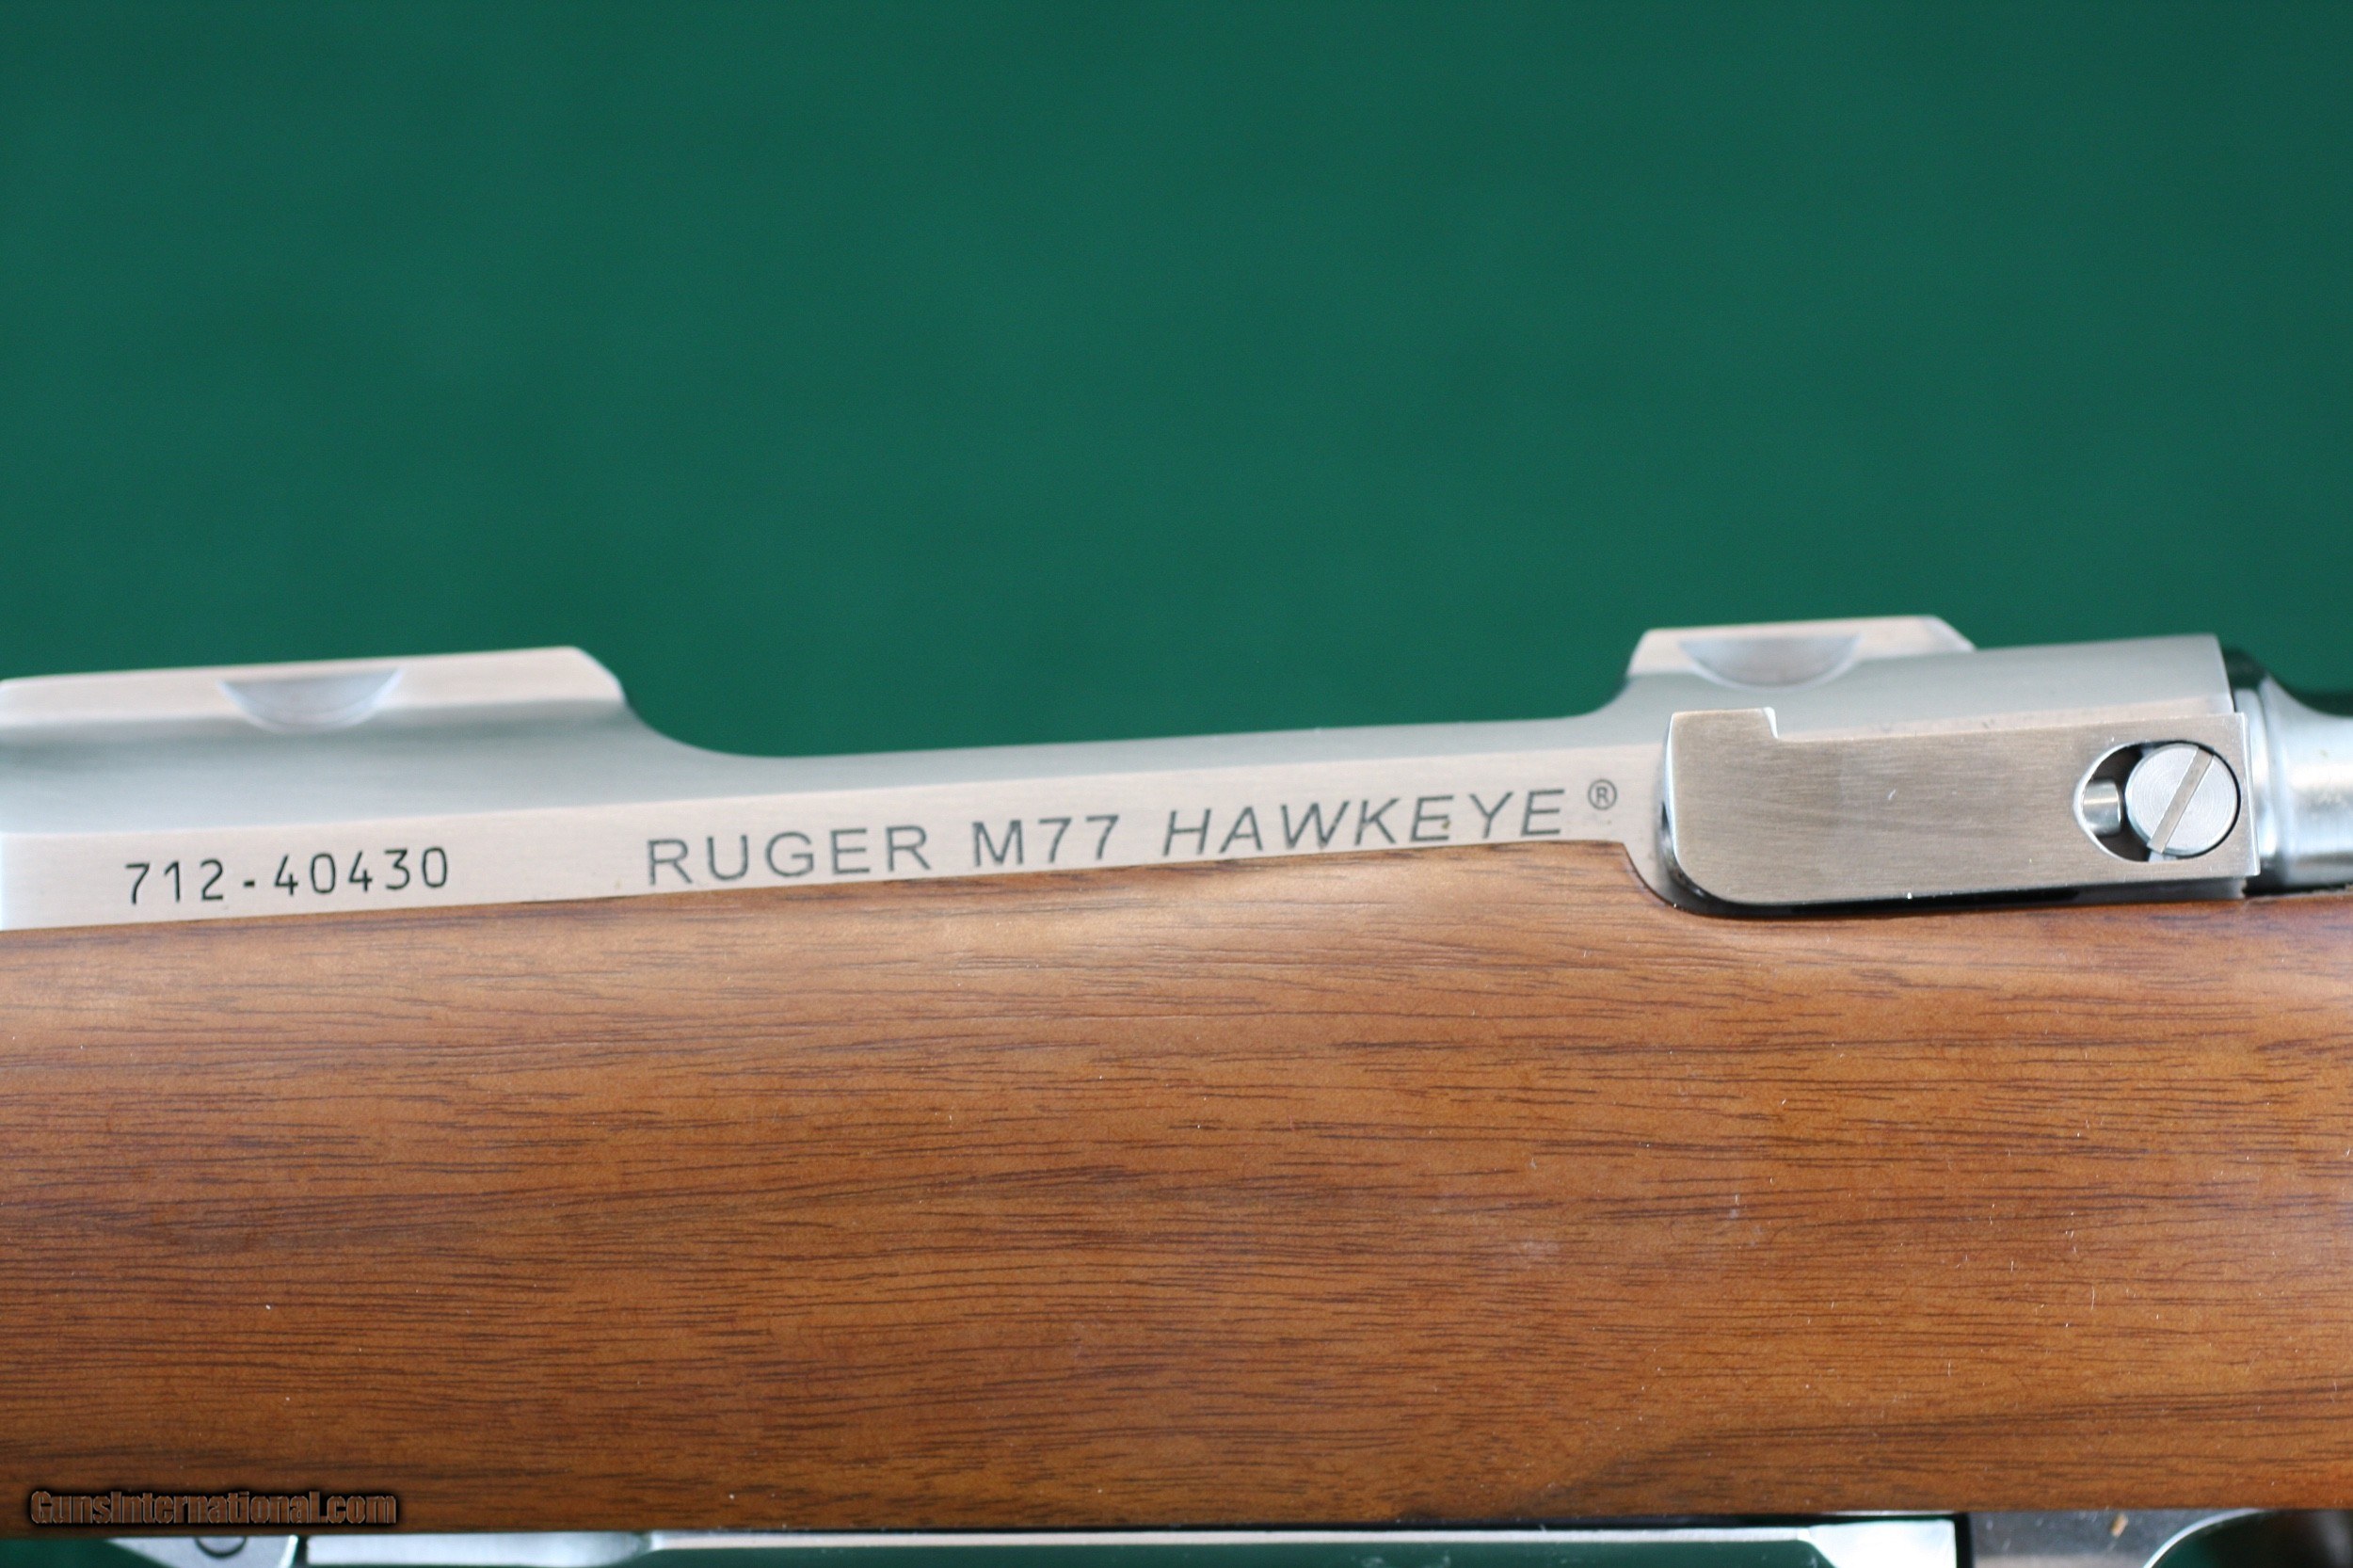 712-40430 RUGER M77 HAWKEYE®
GunsInternational.com